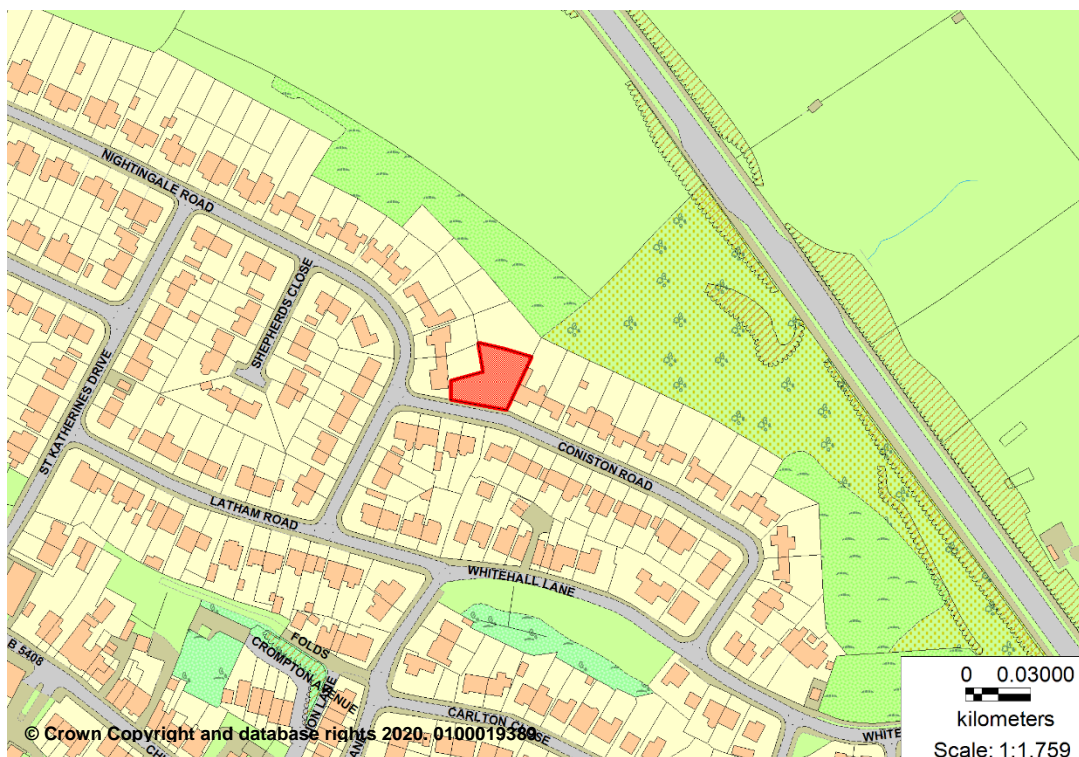 NIGHTINGALE ROAD
SHEPHERDS CLOSE
ST KATHERINES DRIVE
CONISTON ROAD
LATHAM ROAD
WHITEHALL LANE
FOLDS
CROMPTON AVENUE
B 5408
CARLTON
WHITE
0 0.03000
kilometers
Scale: 1:1,759
© Crown Copyright and database rights 2020. 0100019389